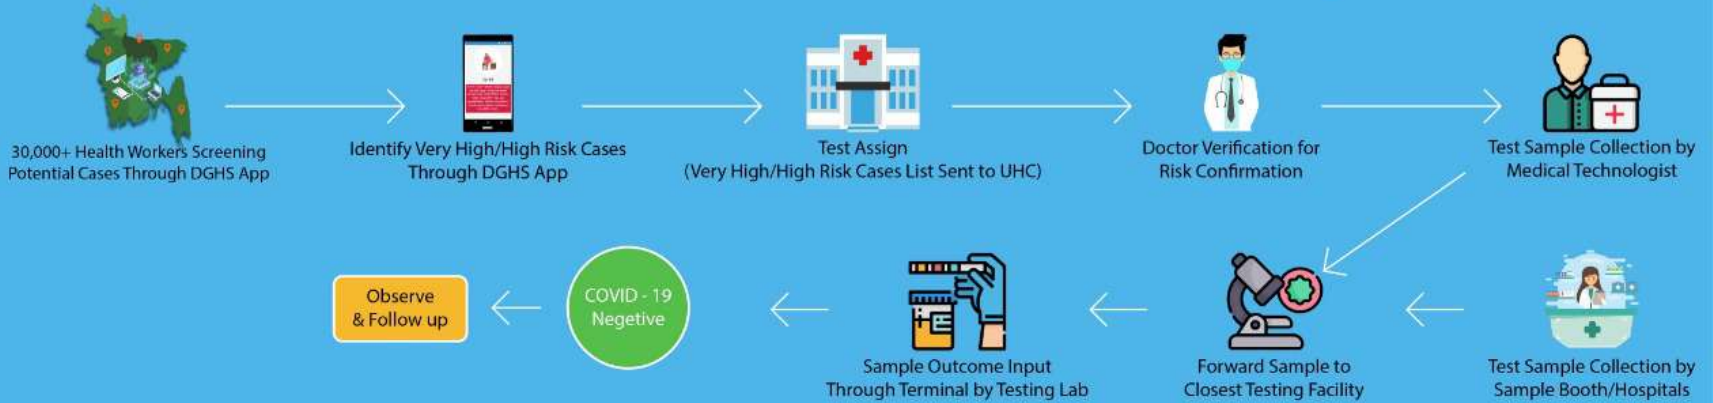 30,000+ Health Workers Screening
Potential Cases Through DGHS App
Identify Very High/High Risk Cases
Through DGHS App
Test Assign
(Very High/High Risk Cases List Sent to UHC)
Doctor Verification for
Risk Confirmation
Test Sample Collection by
Medical Technologist
Observe
& Follow up
COVID - 19
Negetive
Sample Outcome Input
Through Terminal by Testing Lab
Forward Sample to
Closest Testing Facility
Test Sample Collection by
Sample Booth/Hospitals